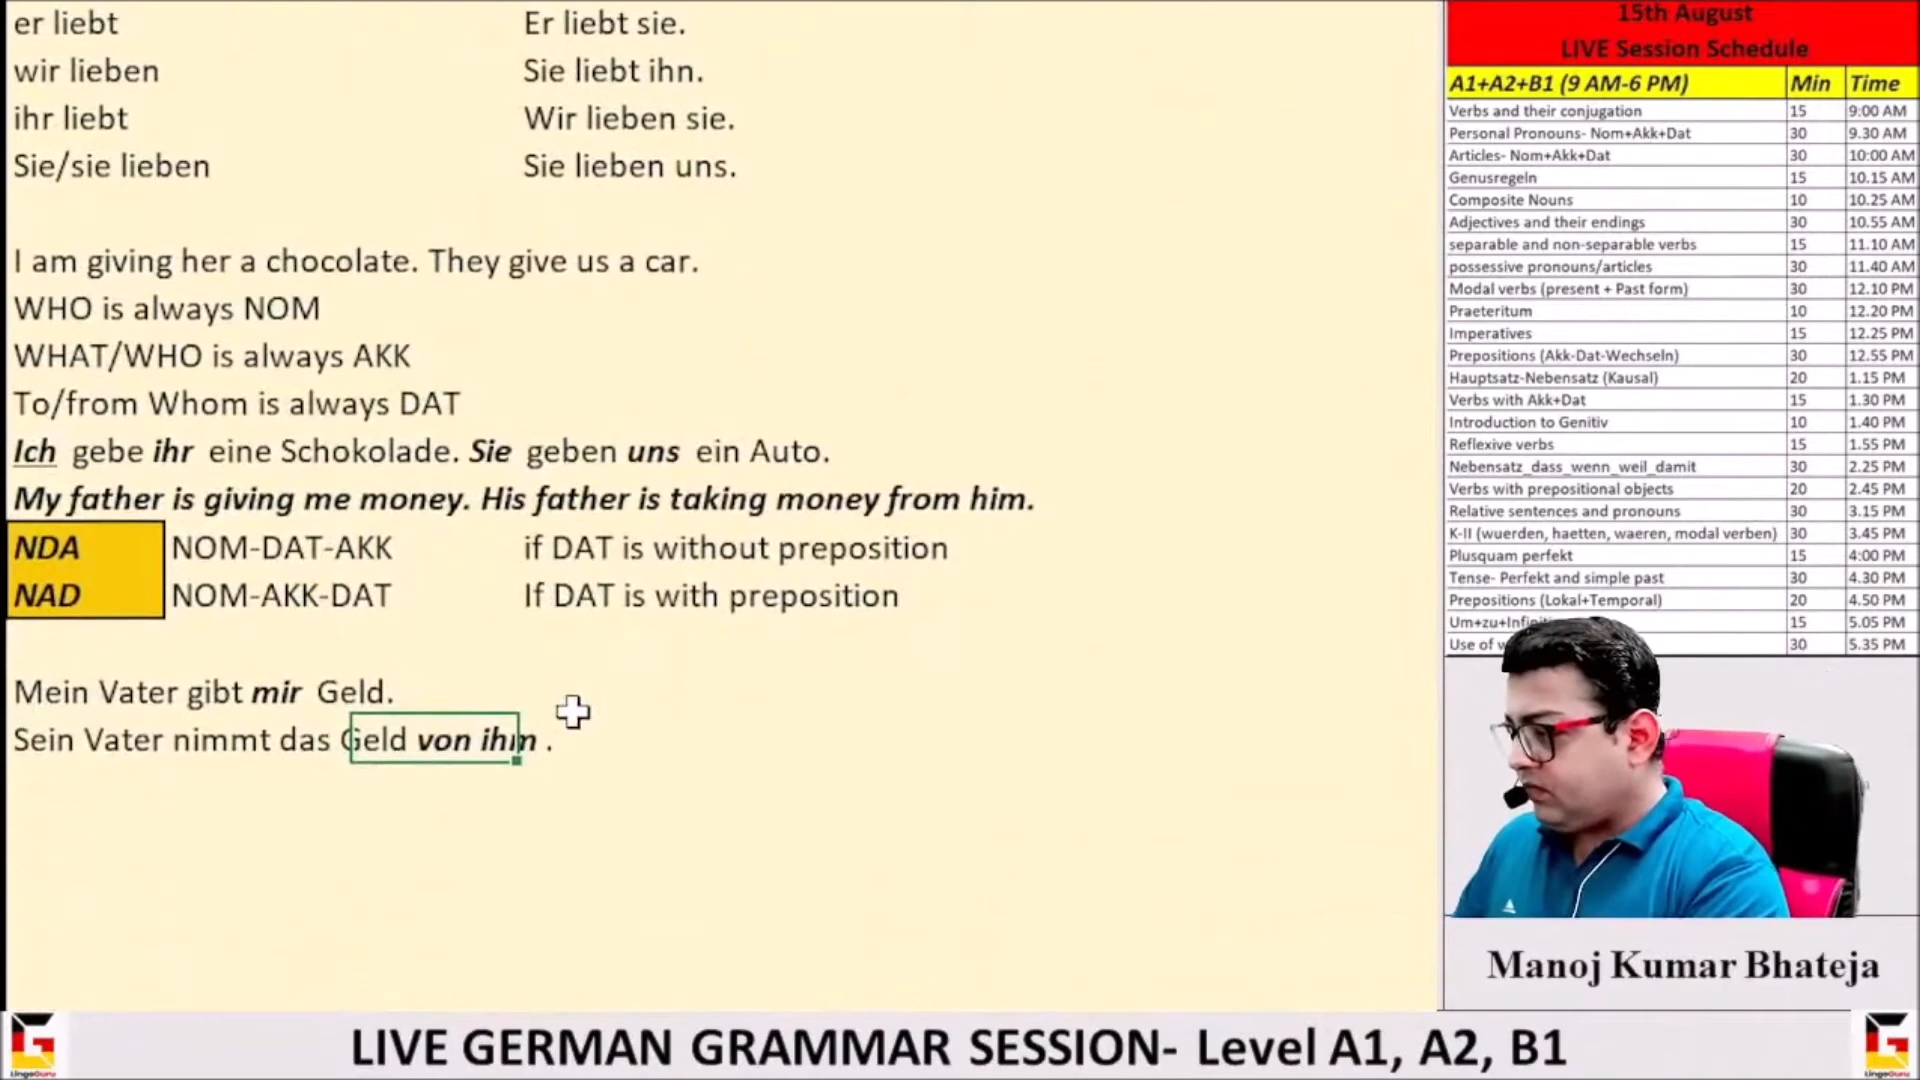 er liebt Er liebt sie.
wir lieben Sie liebt ihn.
ihr liebt Wir lieben sie.
Sie/sie lieben Sie lieben uns.
I am giving her a chocolate. They give us a car.
WHO is always NOM
WHAT/WHO is always AKK
To/from Whom is always DAT
Ich gebe ihr eine Schokolade. Sie geben uns ein Auto.
My father is giving me money. His father is taking money from him.
NDA NOM-DAT-AKK if DAT is without preposition
NAD NOM-AKK-DAT If DAT is with preposition
Mein Vater gibt mir Geld.
Sein Vater nimmt das Geld von ihm .
15th August
LIVE Session Schedule
A1+A2+B1 (9 AM-6 PM) Min Time
Verbs and their conjugation 15 9:00 AM
Personal Pronouns- Nom+Akk+Dat 30 9.30 AM
Articles- Nom+Akk+Dat 30 10:00 AM
Genusregeln 15 10.15 AM
Composite Nouns 10 10.25 AM
Adjectives and their endings 30 10.55 AM
separable and non-separable verbs 15 11.10 AM
possessive pronouns/articles 30 11.40 AM
Modal verbs (present + Past form) 30 12.10 PM
Praeteritum 10 12.20 PM
Imperatives 15 12.25 PM
Prepositions (Akk-Dat-Wechseln) 30 12.55 PM
Hauptsatz-Nebensatz (Kausal) 20 1.15 PM
Verbs with Akk+Dat 15 1.30 PM
Introduction to Genitiv 10 1.40 PM
Reflexive verbs 15 1.55 PM
Nebensatz_dass_wenn_weil_damit 30 2.25 PM
Verbs with prepositional objects 20 2.45 PM
Relative sentences and pronouns 30 3.15 PM
K-II (wuerden, haetten, waeren, modal verben) 30 3.45 PM
Plusquam perfekt 15 4:00 PM
Tense- Perfekt and simple past 30 4.30 PM
Prepositions (Lokal+Temporal) 20 4.50 PM
15 5.05 PM
Use of 30 5.35 PM
Manoj Kumar Bhateja
LIVE GERMAN GRAMMAR SESSION- Level A1, A2, B1
LingoGuru
LingoGuru